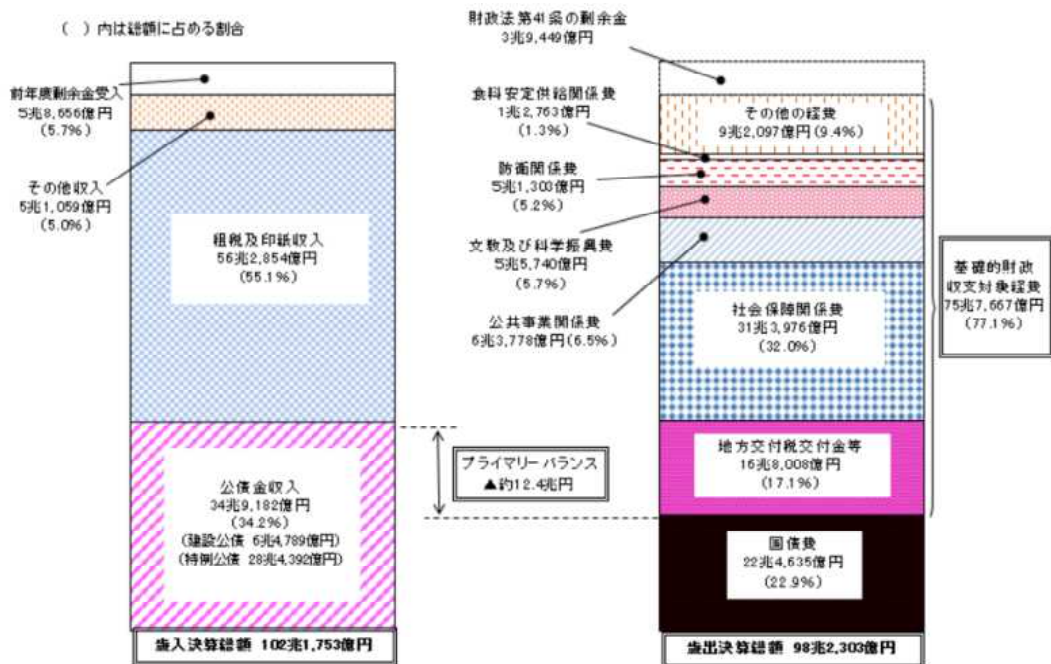 （ ）内は総額に占める割合
前年度剰余金受入
5兆8,656億円
(5.7%)
その他収入
5兆1,059億円
(5.0%)
租税及印紙収入
56兆2,854億円
(55.1%)
公債金収入
34兆9,182億円
(34.2%)
(建設公債 6兆4,789億円)
(特例公債 28兆4,392億円)
歳入決算総額 102兆1,753億円
プライマリーバランス
▲約12.4兆円
財政法第41条の剰余金
3兆9,449億円
食料安定供給関係費
1兆2,763億円
(1.3%)
その他の経費
9兆2,097億円(9.4%)
防衛関係費
5兆1,303億円
(5.2%)
文教及び科学振興費
5兆5,740億円
(5.7%)
公共事業関係費
6兆3,778億円(6.5%)
社会保障関係費
31兆3,976億円
(32.0%)
地方交付税交付金等
16兆8,008億円
(17.1%)
国債費
22兆4,635億円
(22.9%)
歳出決算総額 98兆2,303億円
基礎的財政
収支対象経費
75兆7,667億円
(77.1%)